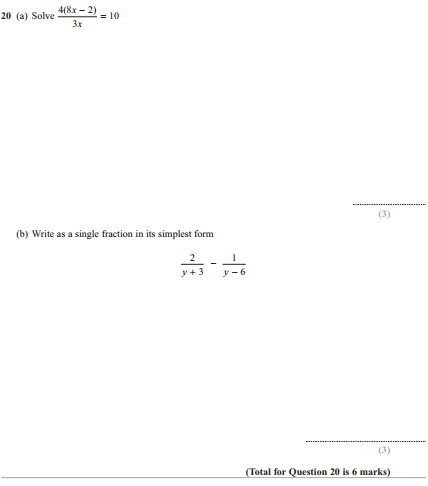 20 (a) Solve 4(8x – 2)/3x = 10
(3)
(b) Write as a single fraction in its simplest form
2/(y + 3) – 1/(y – 6)
(3)
(Total for Question 20 is 6 marks)